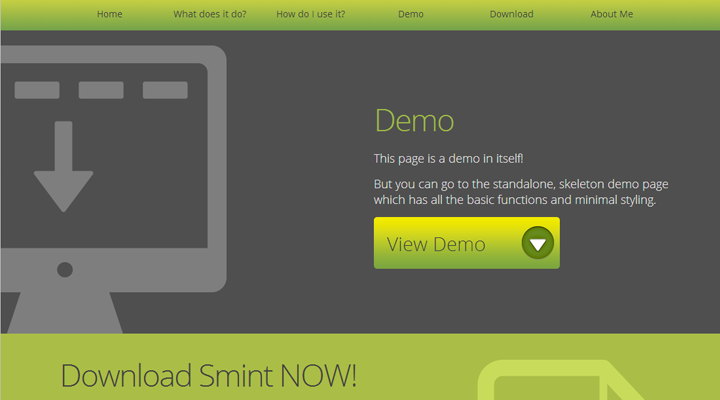 Home What does it do? How do I use it? Demo Download About Me
Demo
This page is a demo in itself!
But you can go to the standalone, skeleton demo page
which has all the basic functions and minimal styling.
View Demo
Download Smint NOW!